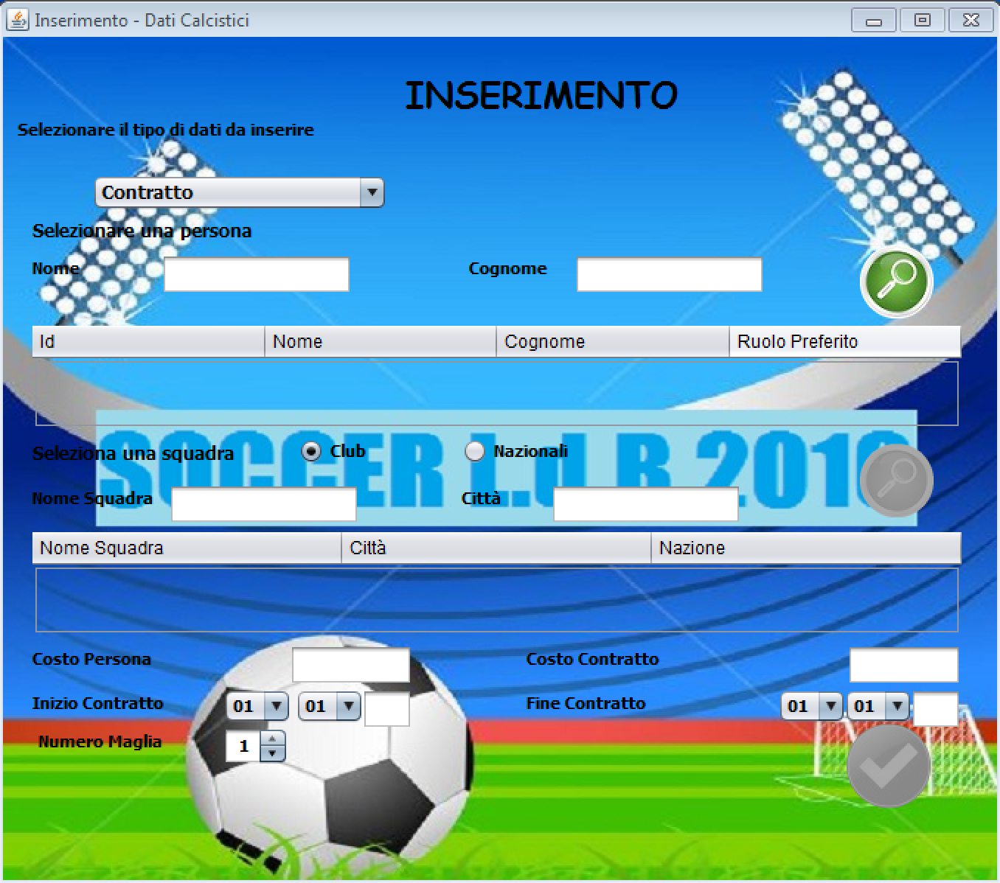 Inserimento - Dati Calcistici
INSERIMENTO
Selezionare il tipo di dati da inserire
Contratto
Selezionare una persona
Nome Cognome
Id Nome Cognome Ruolo Preferito
SOCCER L.U.B 2010
Seleziona una squadra Club Nazionali
Nome Squadra Città
Nome Squadra Città Nazione
Costo Persona Costo Contratto
Inizio Contratto 01 01 Fine Contratto 01 01
Numero Maglia 1